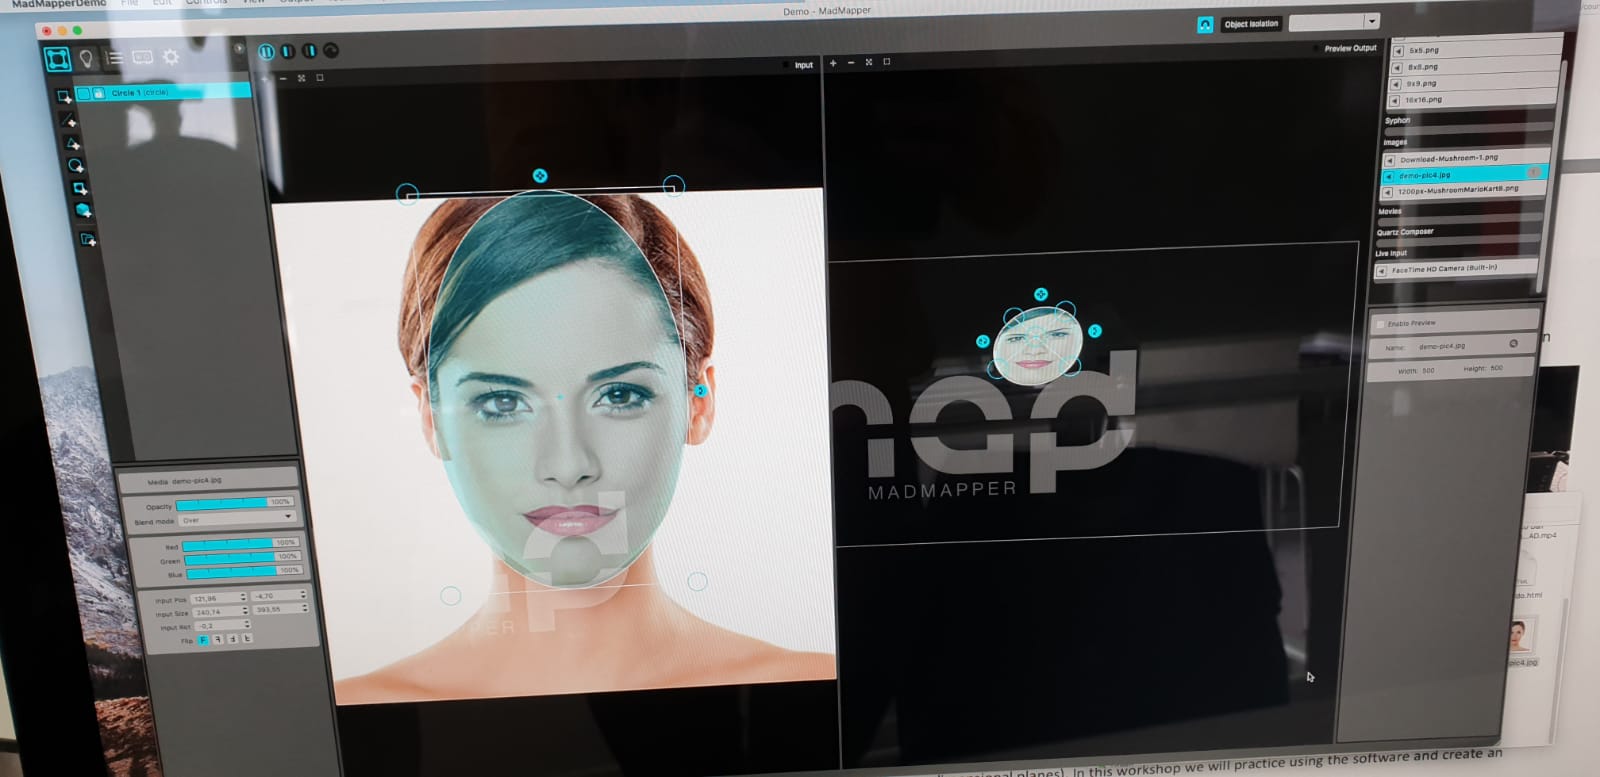 MadMapperDemo File Edit Controls View Output
Demo - MadMapper
Object Isolation
Input
Preview Output
Circle 1 (circle)
5x5.png
8x8.png
9x9.png
16x16.png
Syphon
Images
Download-Mushroom-1.png
demo-pic4.jpg
1200px-MushroomMarioKart8.png
Movies
Quartz Composer
Live Input
FaceTime HD Camera (Built-in)
Enable Preview
Name: demo-pic4.jpg
Width: 500 Height: 500
map
MADMAPPER
PER
Media demo-pic4.jpg
Opacity 100%
Blend mode Over
Red 100%
Green 100%
Blue 100%
Input Pos 121,96 -4,70
Input Size 240,74 393,55
Input Rot -0,2
Flip F
AD.mp4
do.html
pic4.jpg
planes). In this workshop we will practice using the software and create an